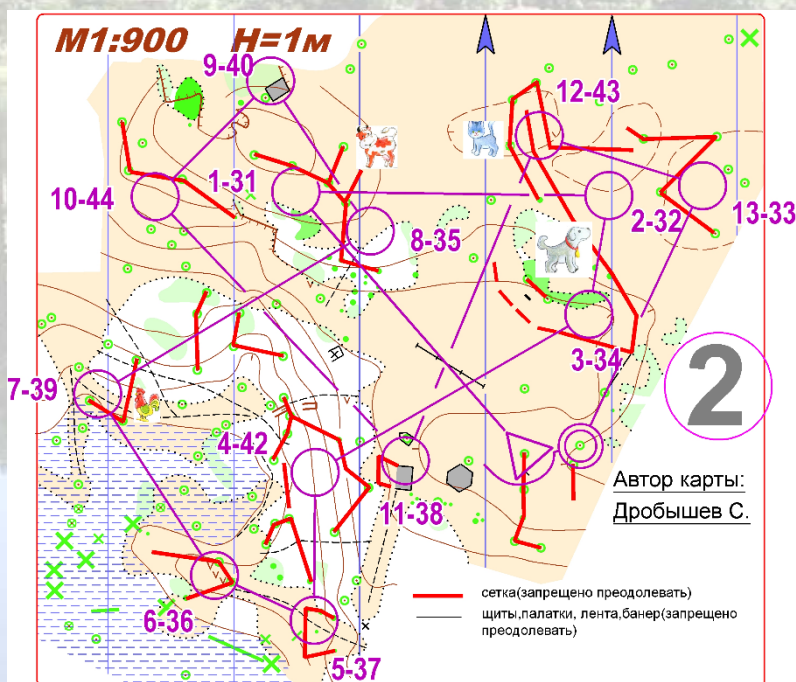 М1:900 H=1м
9-40
12-43
10-44
1-31
8-35
2-32
13-33
3-34
7-39
2
4-42
11-38
Автор карты:
Дробышев С.
6-36
5-37
сетка(запрещено преодолевать)
щиты,палатки, лента,банер(запрещено
преодолевать)